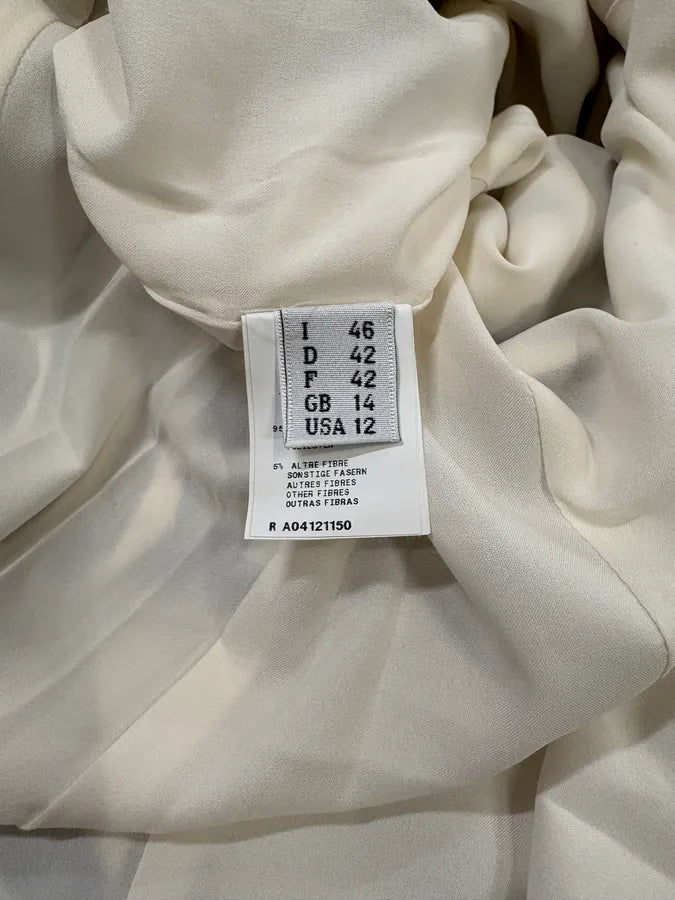 I 46
D 42
F 42
GB 14
USA 12
5% ALTRE FIBRE
SONSTIGE FASERN
AUTRES FIBRES
OTHER FIBRES
OUTRAS FIBRAS
R A04121150